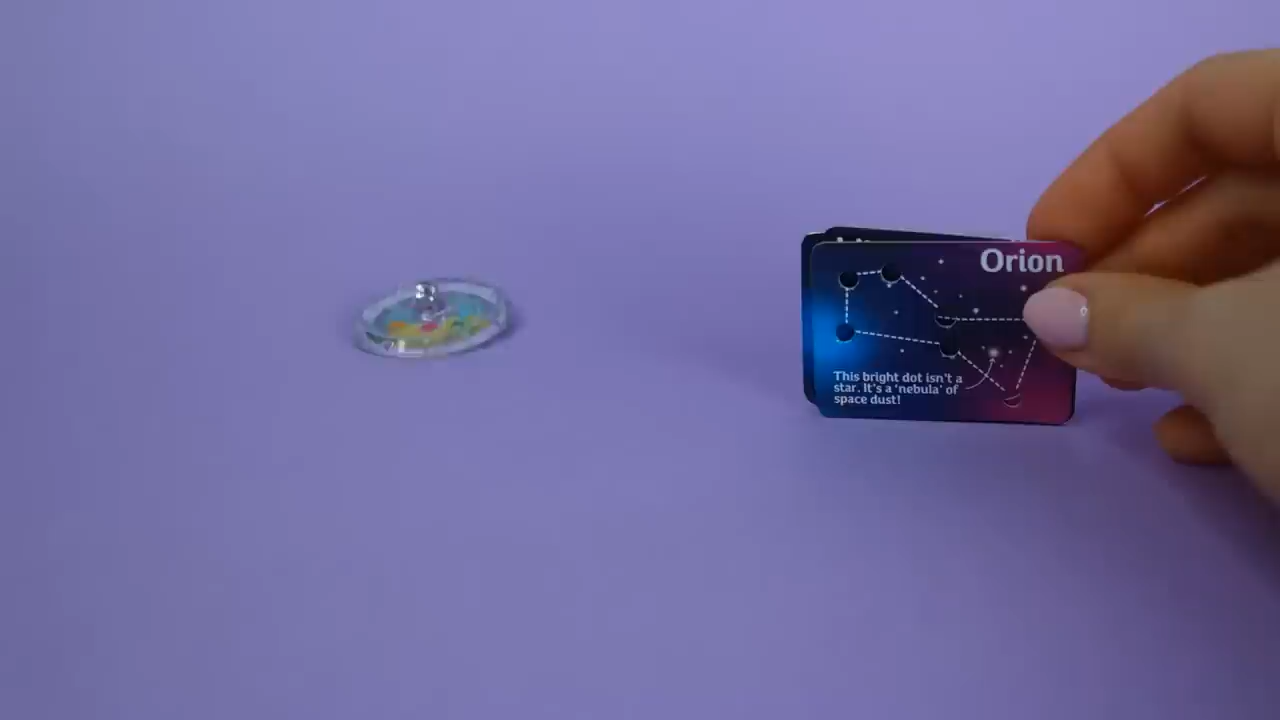 Orion
This bright dot isn't a
star. It's a 'nebula' of
space dust!